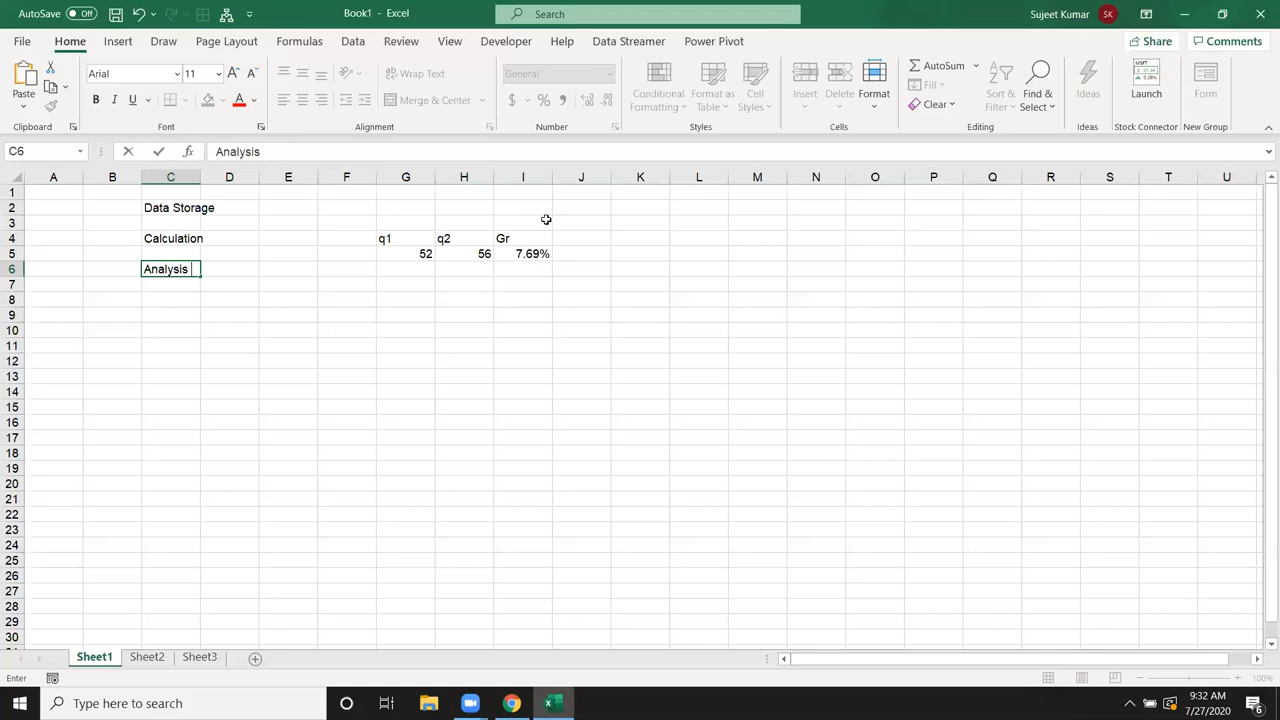 AutoSave Off Book1 - Excel Search Sujeet Kumar SK
File Home Insert Draw Page Layout Formulas Data Review View Developer Help Data Streamer Power Pivot Share Comments
Paste Arial 11 A A Wrap Text General Conditional Formatting Format as Table Cell Styles Insert Delete Format AutoSum Fill Clear Sort & Filter Find & Select Ideas Launch Form
B I U A Merge & Center $ %
Clipboard Font Alignment Number Styles Cells Editing Ideas Stock Connector New Group
C6 fx Analysis
A B C D E F G H I J K L M N O P Q R S T U
1
2 Data Storage
3
4 Calculation q1 q2 Gr
5 52 56 7.69%
6 Analysis
7
8
9
10
11
12
13
14
15
16
17
18
19
20
21
22
23
24
25
26
27
28
29
30
Sheet1 Sheet2 Sheet3
Enter 100%
Type here to search 9:32 AM
7/27/2020 6